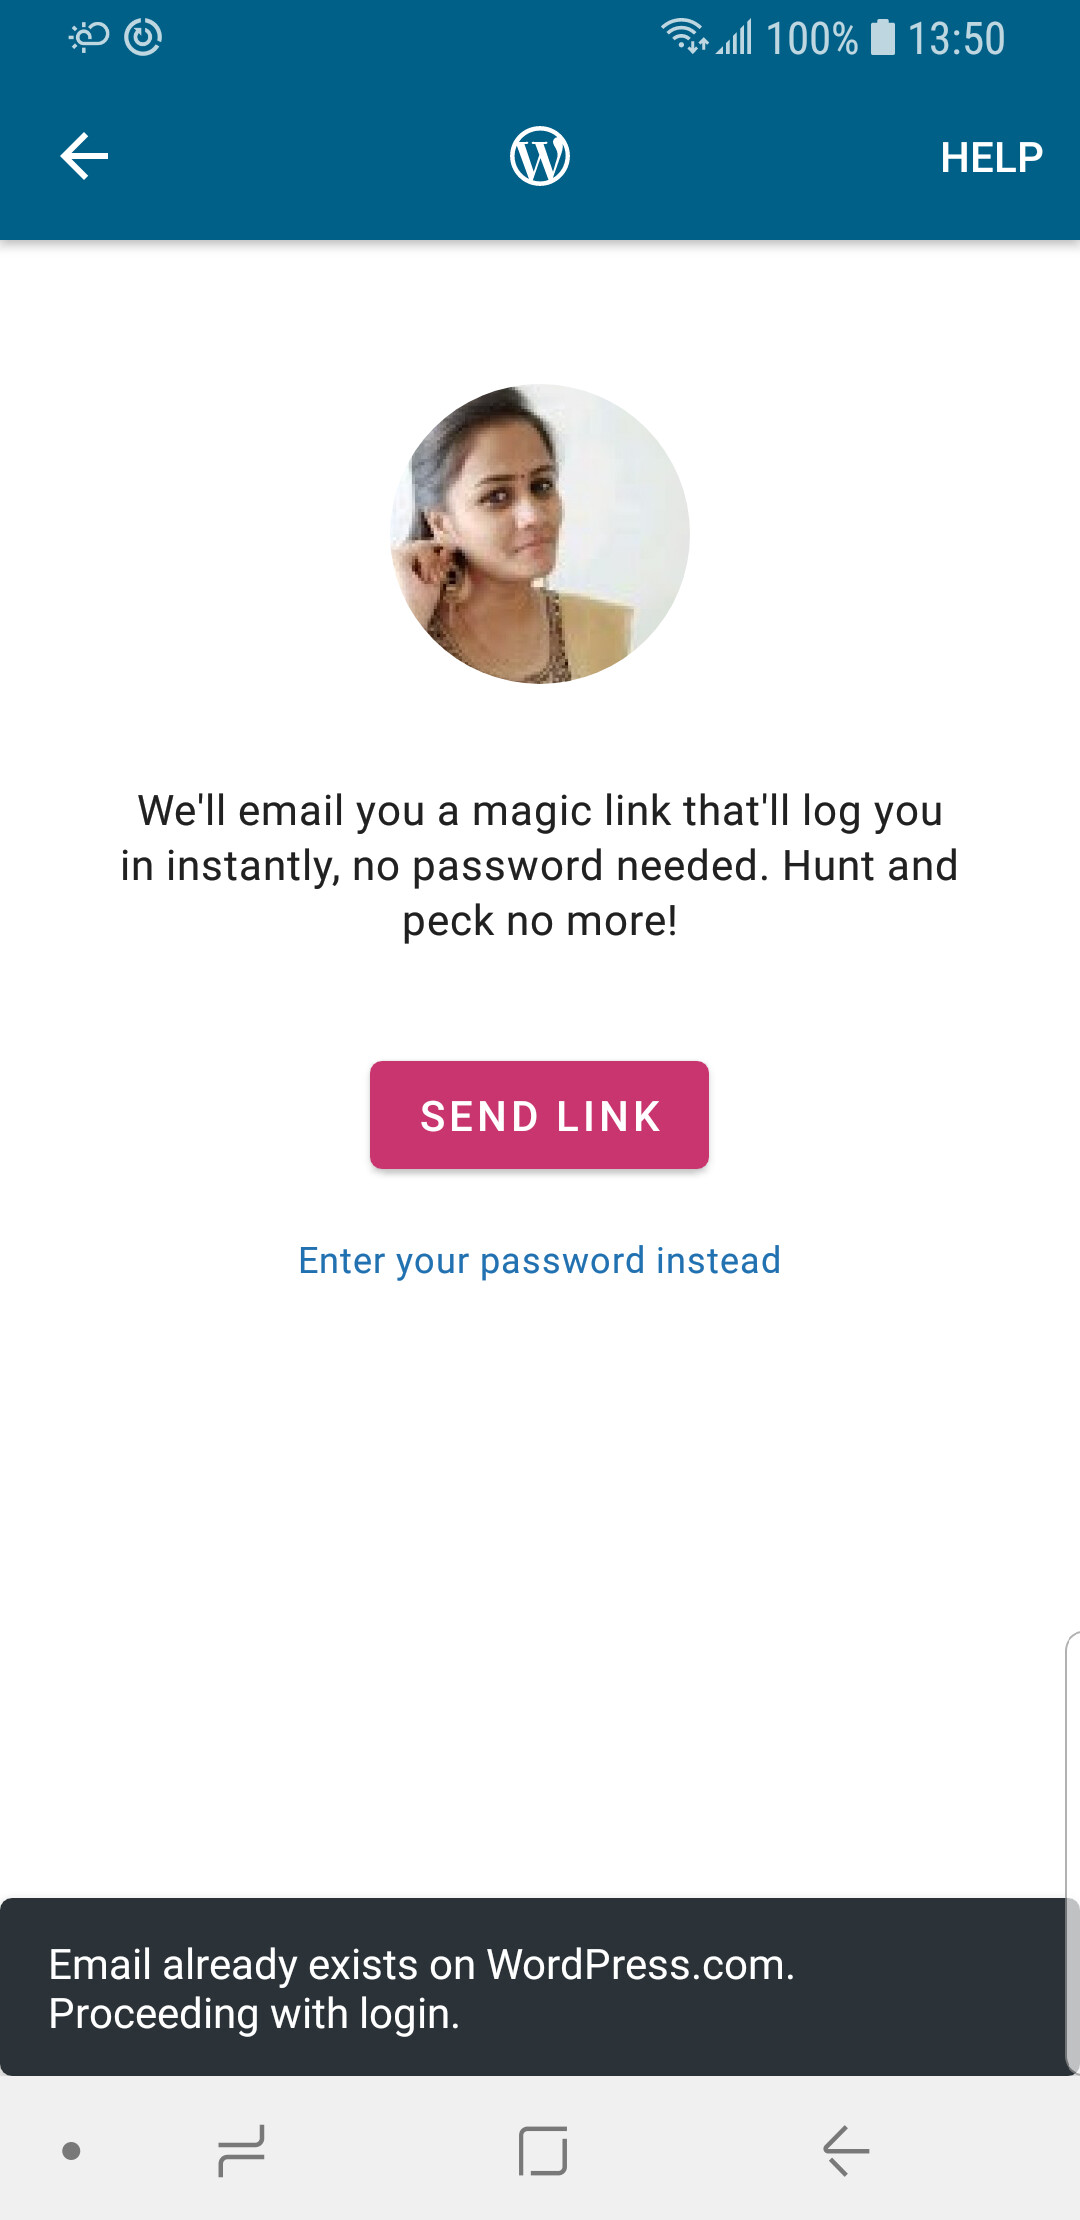 100% 13:50
HELP
We'll email you a magic link that'll log you
in instantly, no password needed. Hunt and
peck no more!
SEND LINK
Enter your password instead
Email already exists on WordPress.com.
Proceeding with login.